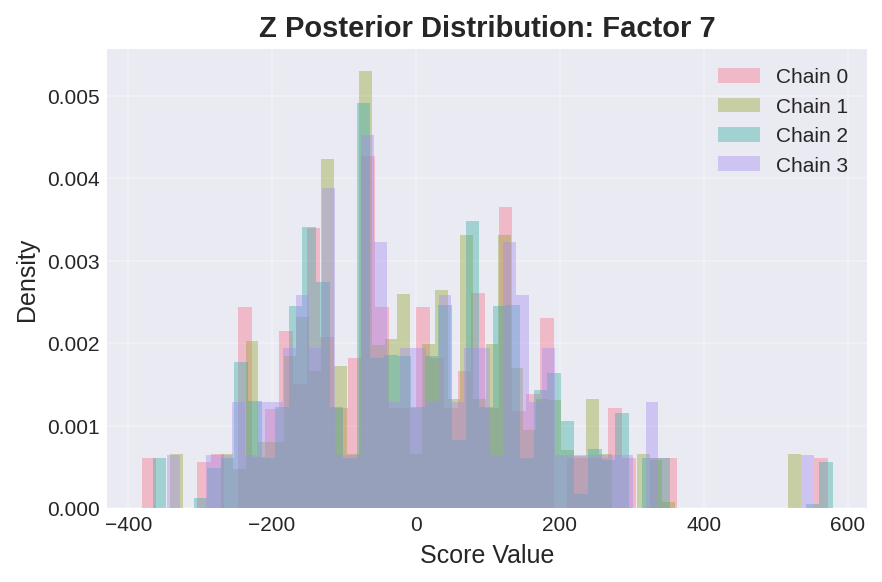 Z Posterior Distribution: Factor 7
Chain 0
Chain 1
Chain 2
Chain 3
0.005
0.004
0.003
0.002
0.001
0.000
Density
−400
−200
0
200
400
600
Score Value